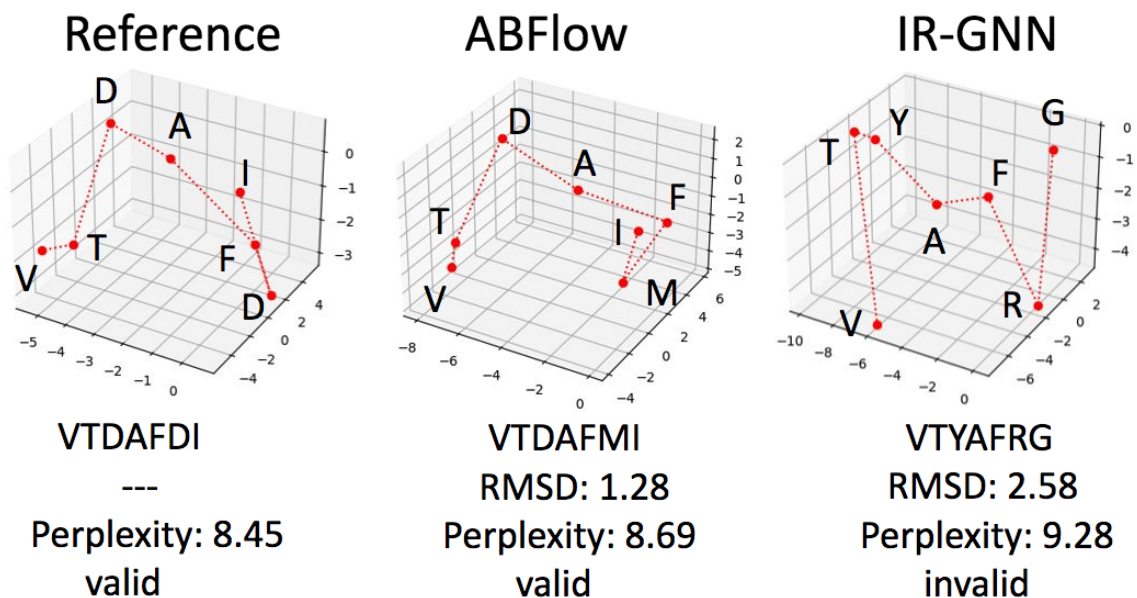 Reference
D
A
I
V
T
F
D
0
−1
−2
−3
−5
−4
−3
−2
−1
0
−4
−2
0
2
4
VTDAFDI
---
Perplexity: 8.45
valid
ABFlow
D
A
F
T
I
V
M
2
1
0
−1
−2
−3
−4
−5
−8
−6
−4
−2
0
−4
−2
0
2
4
6
VTDAFMI
RMSD: 1.28
Perplexity: 8.69
valid
IR-GNN
G
T
Y
F
A
R
V
0
−1
−2
−3
−4
−10
−8
−6
−4
−2
0
−6
−4
−2
0
2
VTYAFRG
RMSD: 2.58
Perplexity: 9.28
invalid